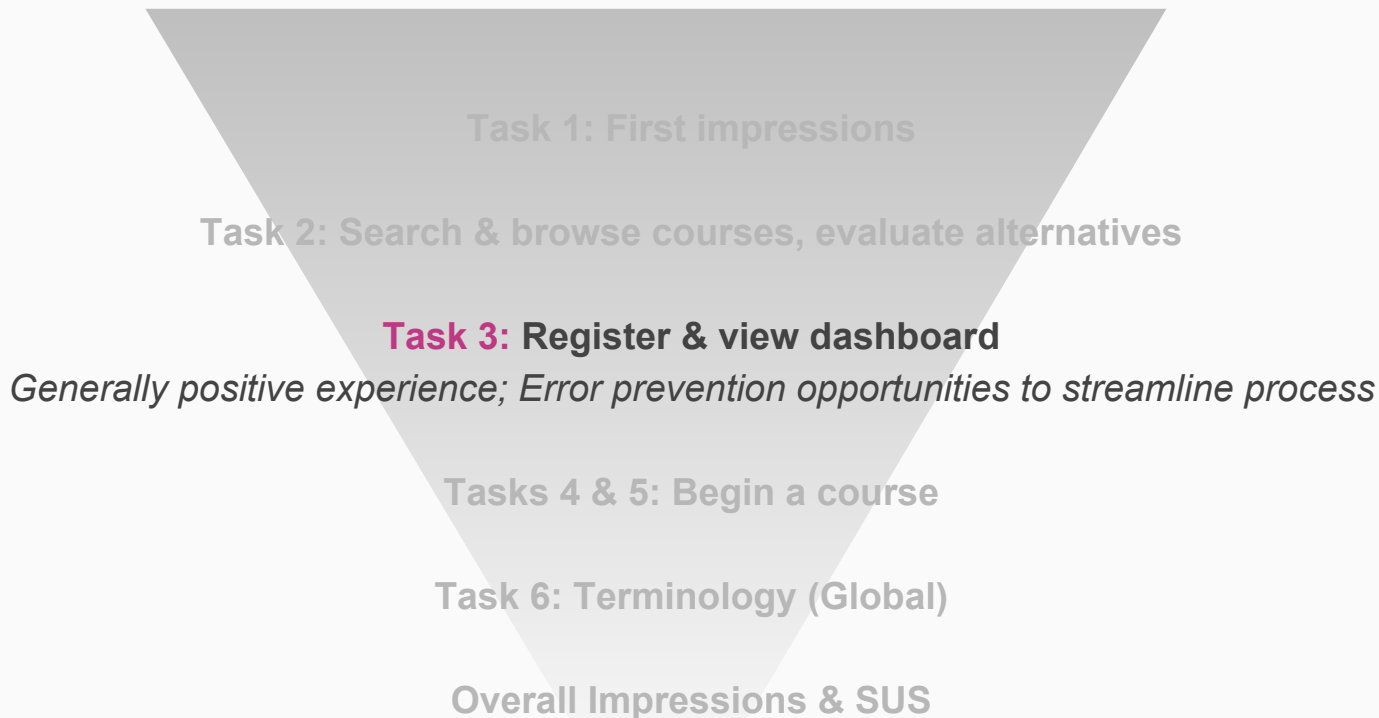 Task 1: First impressions
Task 2: Search & browse courses, evaluate alternatives
Task 3: Register & view dashboard
Generally positive experience; Error prevention opportunities to streamline process
Tasks 4 & 5: Begin a course
Task 6: Terminology (Global)
Overall Impressions & SUS